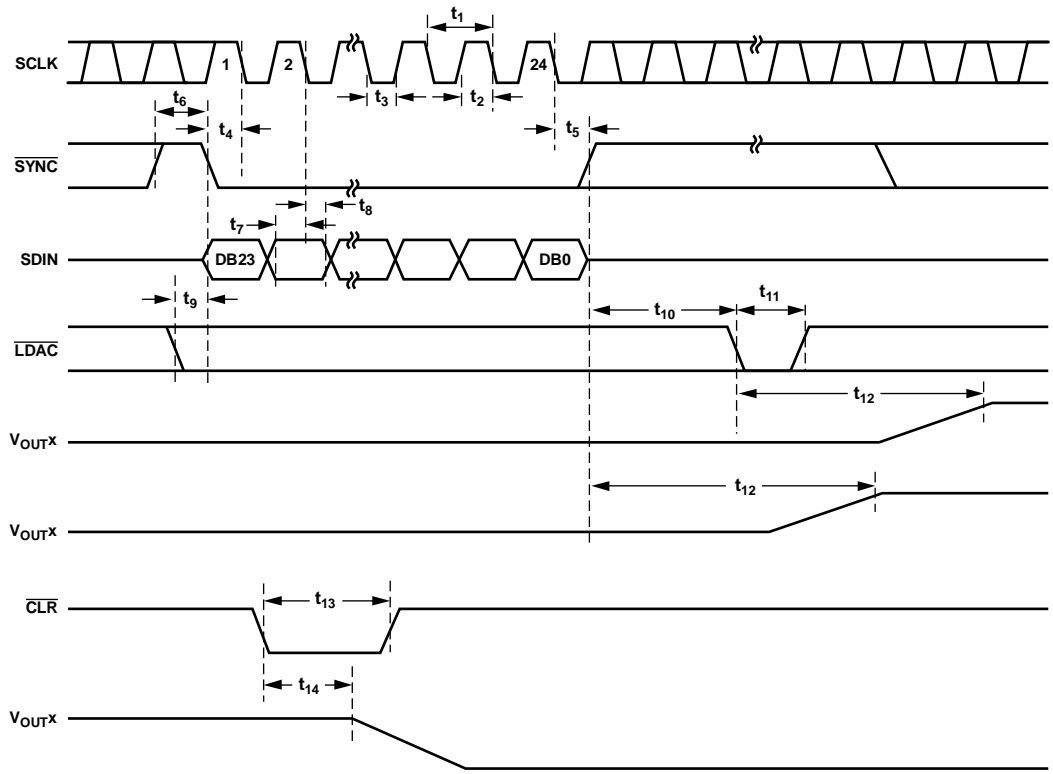 t1
SCLK
1
2
24
t3
t2
t6
t4
t5
SYNC
t8
t7
SDIN
DB23
DB0
t9
t10
t11
LDAC
t12
VOUTX
t12
VOUTX
t13
CLR
t14
VOUTX